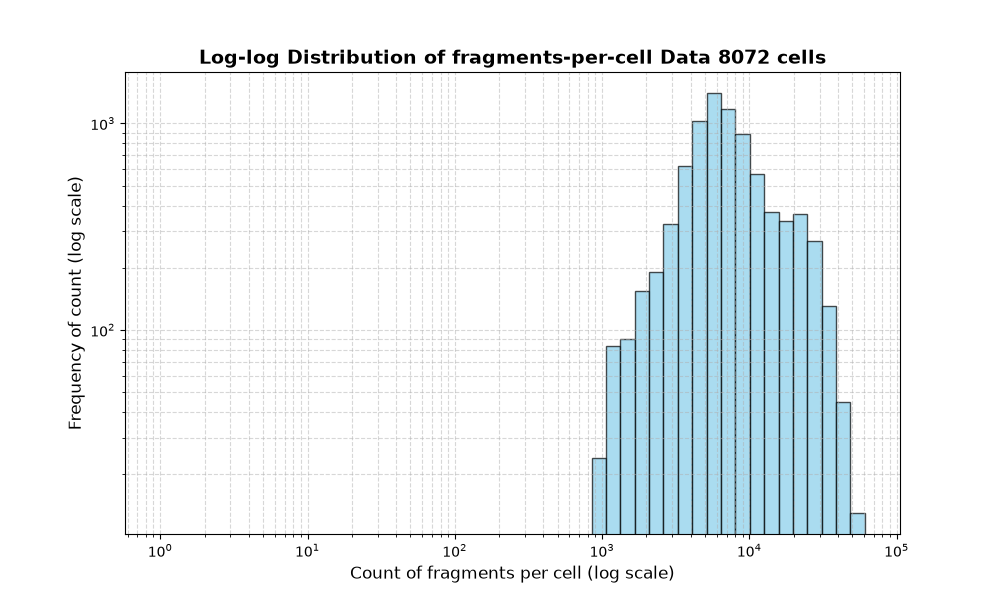 Log-log Distribution of fragments-per-cell Data 8072 cells
Frequency of count (log scale)
10³
10²
10⁰ 10¹ 10² 10³ 10⁴ 10⁵
Count of fragments per cell (log scale)